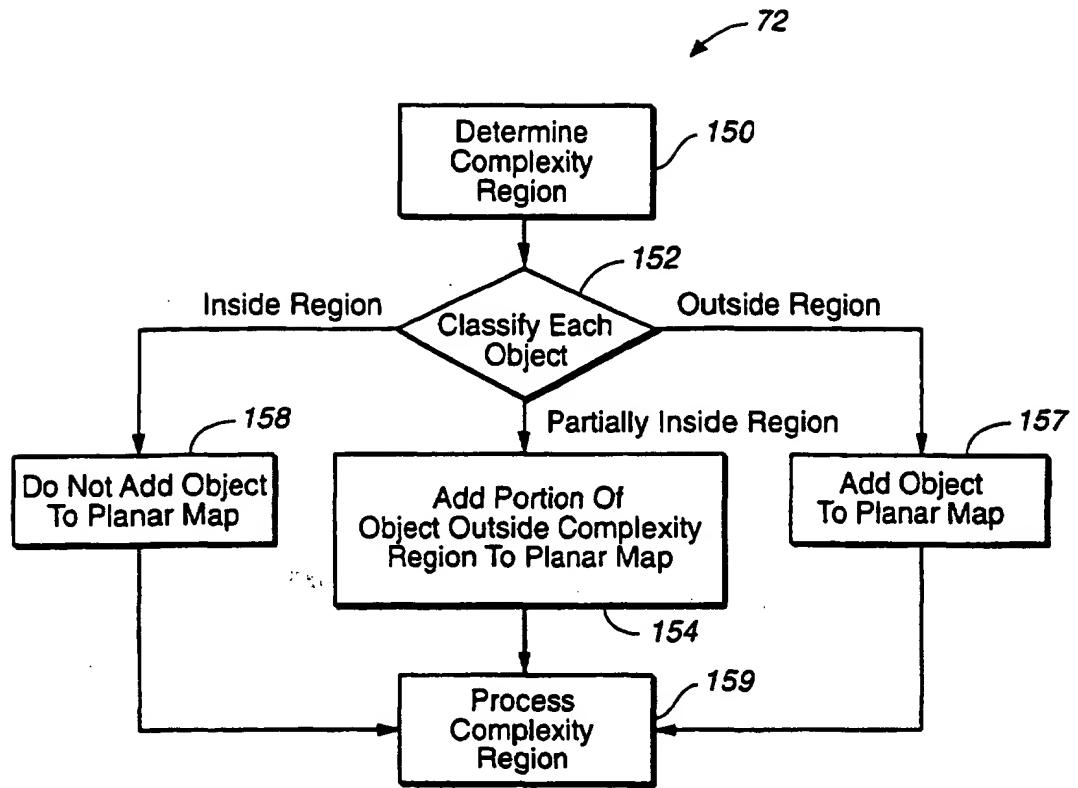 72
Determine
Complexity
Region
150
152
Inside Region
Classify Each
Object
Outside Region
Partially Inside Region
158
Do Not Add Object
To Planar Map
Add Portion Of
Object Outside Complexity
Region To Planar Map
154
157
Add Object
To Planar Map
159
Process
Complexity
Region